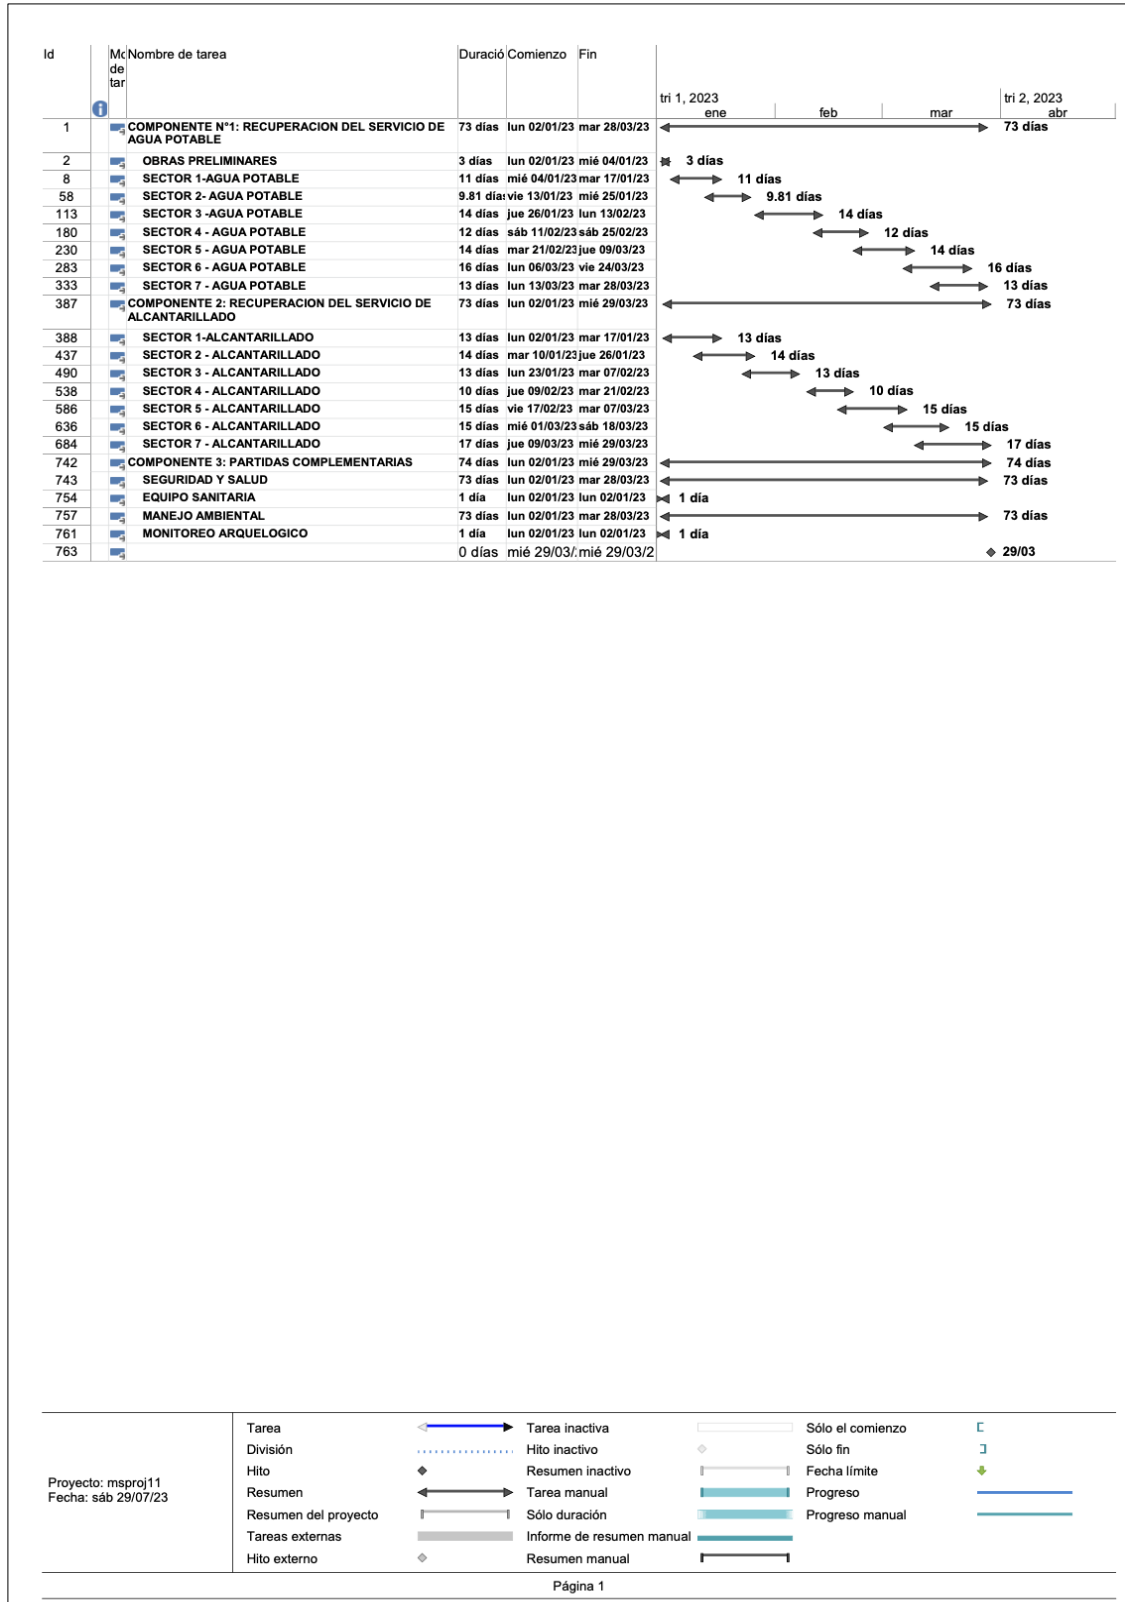 Id Mo Nombre de tarea Duració Comienzo Fin
de
tar
tri 1, 2023 tri 2, 2023
ene feb mar abr
1 COMPONENTE N°1: RECUPERACION DEL SERVICIO DE 73 días lun 02/01/23 mar 28/03/23 73 días
AGUA POTABLE
2 OBRAS PRELIMINARES 3 días lun 02/01/23 mié 04/01/23 3 días
8 SECTOR 1-AGUA POTABLE 11 días mié 04/01/23 mar 17/01/23 11 días
58 SECTOR 2- AGUA POTABLE 9.81 días vie 13/01/23 mié 25/01/23 9.81 días
113 SECTOR 3 -AGUA POTABLE 14 días jue 26/01/23 lun 13/02/23 14 días
180 SECTOR 4 - AGUA POTABLE 12 días sáb 11/02/23 sáb 25/02/23 12 días
230 SECTOR 5 - AGUA POTABLE 14 días mar 21/02/23 jue 09/03/23 14 días
283 SECTOR 6 - AGUA POTABLE 16 días lun 06/03/23 vie 24/03/23 16 días
333 SECTOR 7 - AGUA POTABLE 13 días lun 13/03/23 mar 28/03/23 13 días
387 COMPONENTE 2: RECUPERACION DEL SERVICIO DE 73 días lun 02/01/23 mié 29/03/23 73 días
ALCANTARILLADO
388 SECTOR 1-ALCANTARILLADO 13 días lun 02/01/23 mar 17/01/23 13 días
437 SECTOR 2 - ALCANTARILLADO 14 días mar 10/01/23 jue 26/01/23 14 días
490 SECTOR 3 - ALCANTARILLADO 13 días lun 23/01/23 mar 07/02/23 13 días
538 SECTOR 4 - ALCANTARILLADO 10 días jue 09/02/23 mar 21/02/23 10 días
586 SECTOR 5 - ALCANTARILLADO 15 días vie 17/02/23 mar 07/03/23 15 días
636 SECTOR 6 - ALCANTARILLADO 15 días mié 01/03/23 sáb 18/03/23 15 días
684 SECTOR 7 - ALCANTARILLADO 17 días jue 09/03/23 mié 29/03/23 17 días
742 COMPONENTE 3: PARTIDAS COMPLEMENTARIAS 74 días lun 02/01/23 mié 29/03/23 74 días
743 SEGURIDAD Y SALUD 73 días lun 02/01/23 mar 28/03/23 73 días
754 EQUIPO SANITARIA 1 día lun 02/01/23 lun 02/01/23 1 día
757 MANEJO AMBIENTAL 73 días lun 02/01/23 mar 28/03/23 73 días
761 MONITOREO ARQUELOGICO 1 día lun 02/01/23 lun 02/01/23 1 día
763 0 días mié 29/03/ mié 29/03/2 29/03
Tarea Tarea inactiva Sólo el comienzo
División Hito inactivo Sólo fin
Hito Resumen inactivo Fecha límite
Proyecto: msproj11
Fecha: sáb 29/07/23
Resumen Tarea manual Progreso
Resumen del proyecto Sólo duración Progreso manual
Tareas externas Informe de resumen manual
Hito externo Resumen manual
Página 1